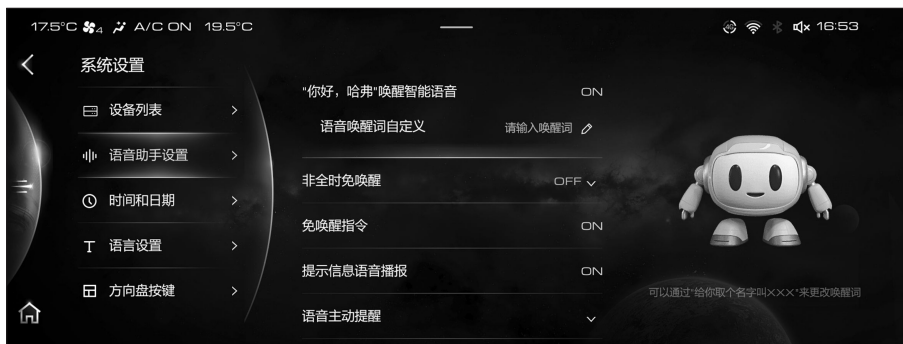 17.5°C 4 A/C ON 19.5°C
4G 16:53
系统设置
设备列表
语音助手设置
时间和日期
T 语言设置
方向盘按键
"你好，哈弗"唤醒智能语音 ON
语音唤醒词自定义 请输入唤醒词
非全时免唤醒 OFF
免唤醒指令 ON
提示信息语音播报 ON
语音主动提醒
可以通过"给你取个名字叫XXX"来更改唤醒词